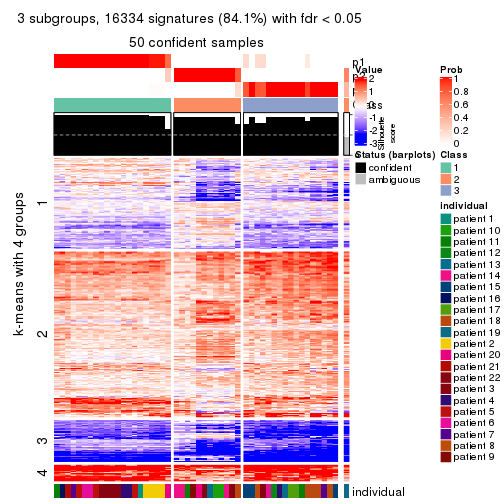 3 subgroups, 16334 signatures (84.1%) with fdr < 0.05
50 confident samples
p1
p2
Value
2
1
0
-1
-2
-3
Silhouette
score
Prob
1
0.8
0.6
0.4
0.2
0
Status (barplots)
confident
ambiguous
Class
1
2
3
individual
patient 1
patient 10
patient 11
patient 12
patient 13
patient 14
patient 15
patient 16
patient 17
patient 18
patient 19
patient 2
patient 20
patient 21
patient 22
patient 3
patient 4
patient 5
patient 6
patient 7
patient 8
patient 9
k-means with 4 groups
1
2
3
4
individual